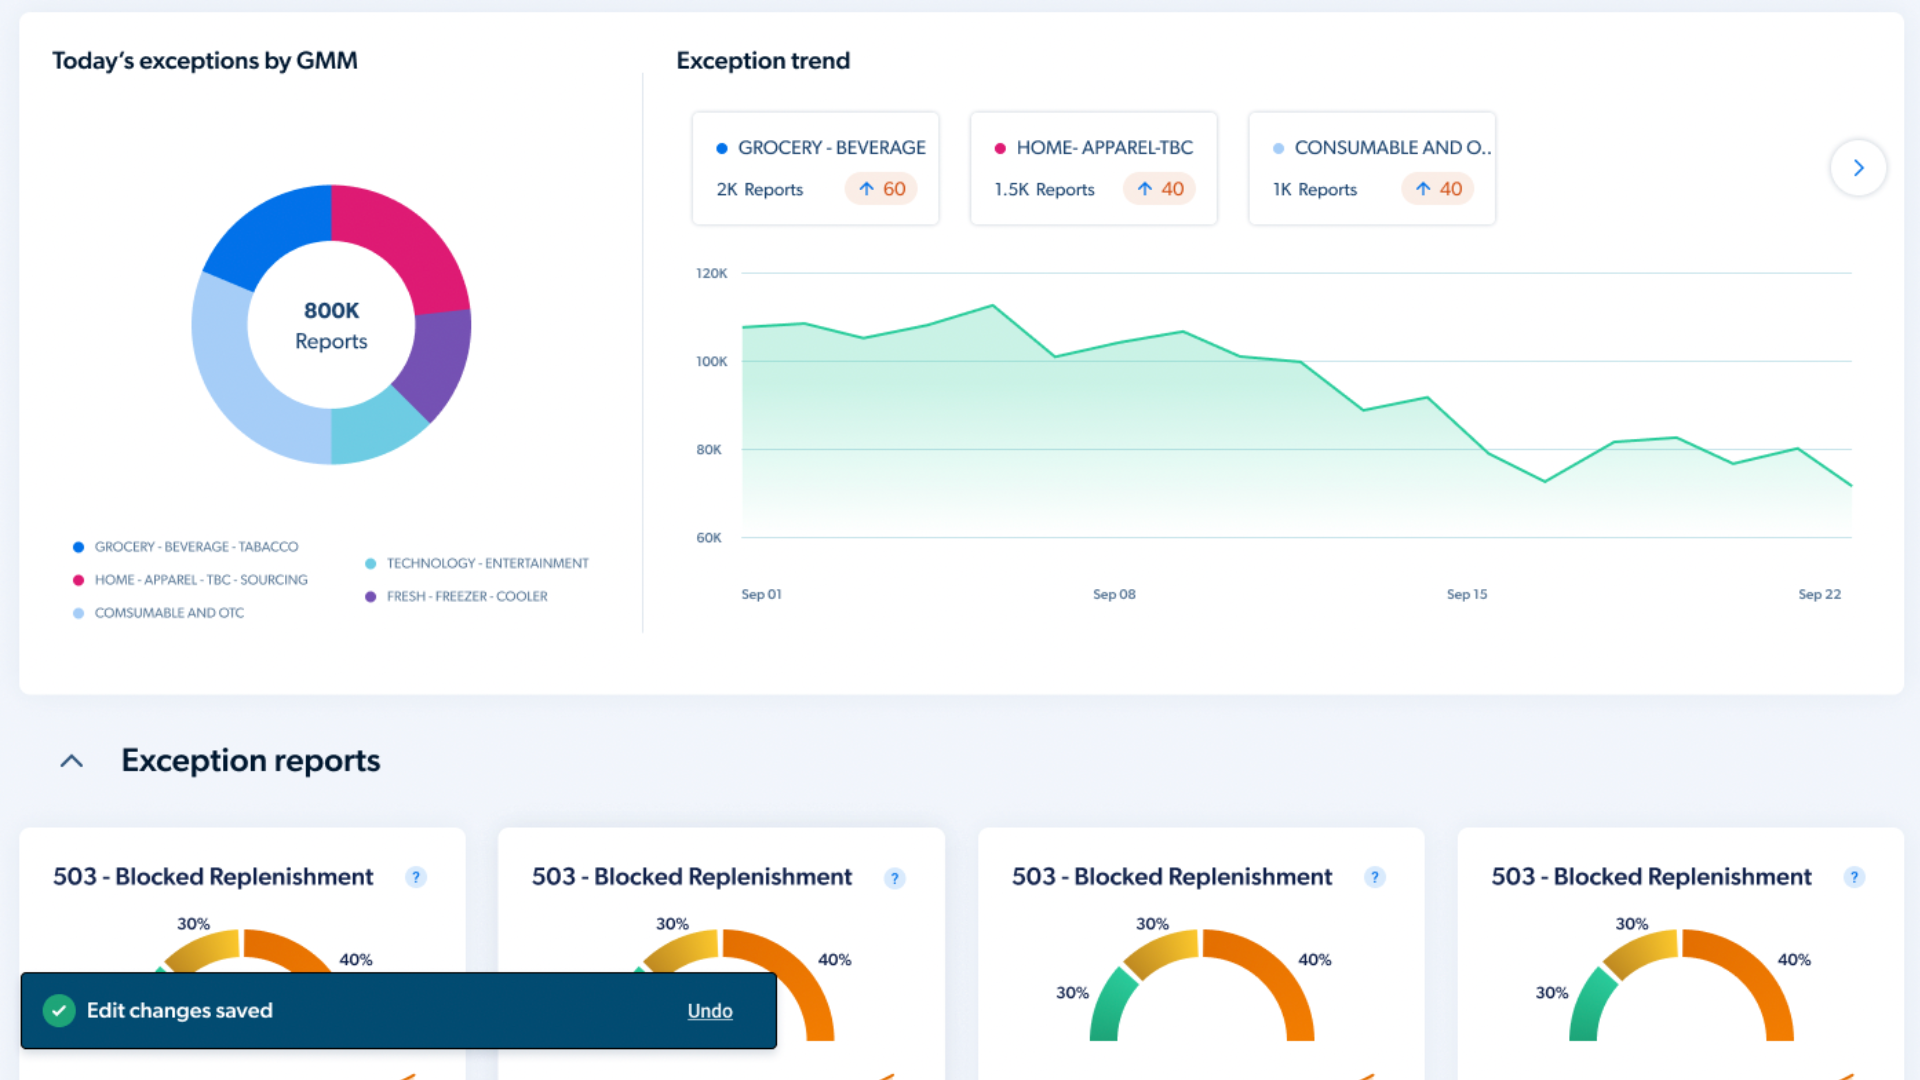 Today’s exceptions by GMM
800K
Reports
GROCERY - BEVERAGE - TABACCO
HOME - APPAREL - TBC - SOURCING
COMSUMABLE AND OTC
TECHNOLOGY - ENTERTAINMENT
FRESH - FREEZER - COOLER
Exception trend
GROCERY - BEVERAGE
2K Reports
60
HOME- APPAREL-TBC
1.5K Reports
40
CONSUMABLE AND O..
1K Reports
40
120K
100K
80K
60K
Sep 01
Sep 08
Sep 15
Sep 22
Exception reports
503 - Blocked Replenishment
?
30%
40%
503 - Blocked Replenishment
?
30%
40%
503 - Blocked Replenishment
?
30%
40%
30%
503 - Blocked Replenishment
?
30%
40%
30%
Edit changes saved
Undo